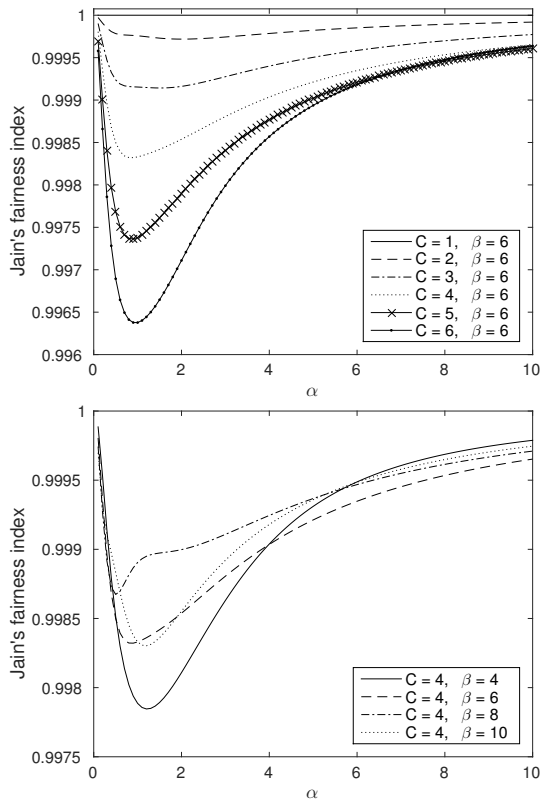 1
0.9995
0.999
0.9985
0.998
0.9975
0.997
0.9965
0.996
Jain's fairness index
C = 1, β = 6
C = 2, β = 6
C = 3, β = 6
C = 4, β = 6
C = 5, β = 6
C = 6, β = 6
0 2 4 6 8 10
α
1
0.9995
0.999
0.9985
0.998
0.9975
Jain's fairness index
C = 4, β = 4
C = 4, β = 6
C = 4, β = 8
C = 4, β = 10
0 2 4 6 8 10
α